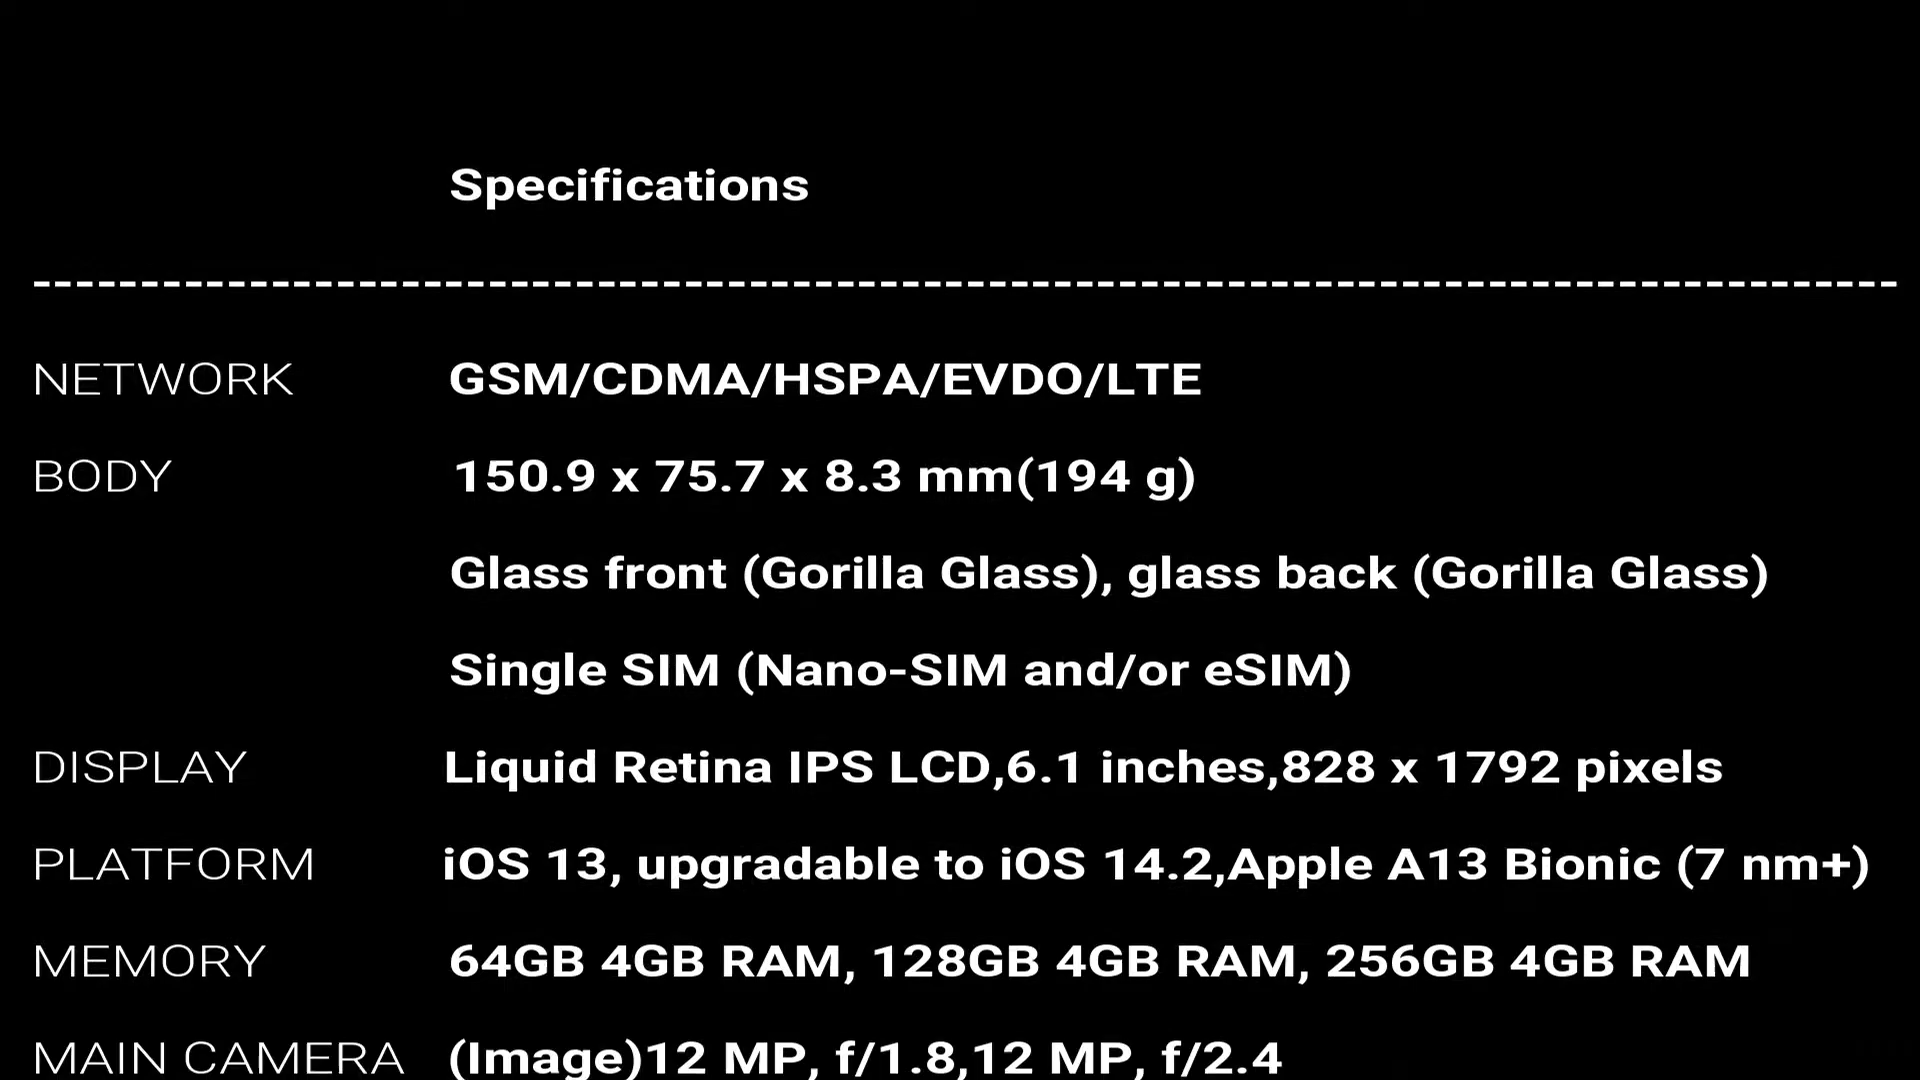 Specifications
--------------------------------------------------------------------------------------
NETWORK GSM/CDMA/HSPA/EVDO/LTE
BODY 150.9 x 75.7 x 8.3 mm(194 g)
Glass front (Gorilla Glass), glass back (Gorilla Glass)
Single SIM (Nano-SIM and/or eSIM)
DISPLAY Liquid Retina IPS LCD,6.1 inches,828 x 1792 pixels
PLATFORM iOS 13, upgradable to iOS 14.2,Apple A13 Bionic (7 nm+)
MEMORY 64GB 4GB RAM, 128GB 4GB RAM, 256GB 4GB RAM
MAIN CAMERA (Image)12 MP, f/1.8,12 MP, f/2.4